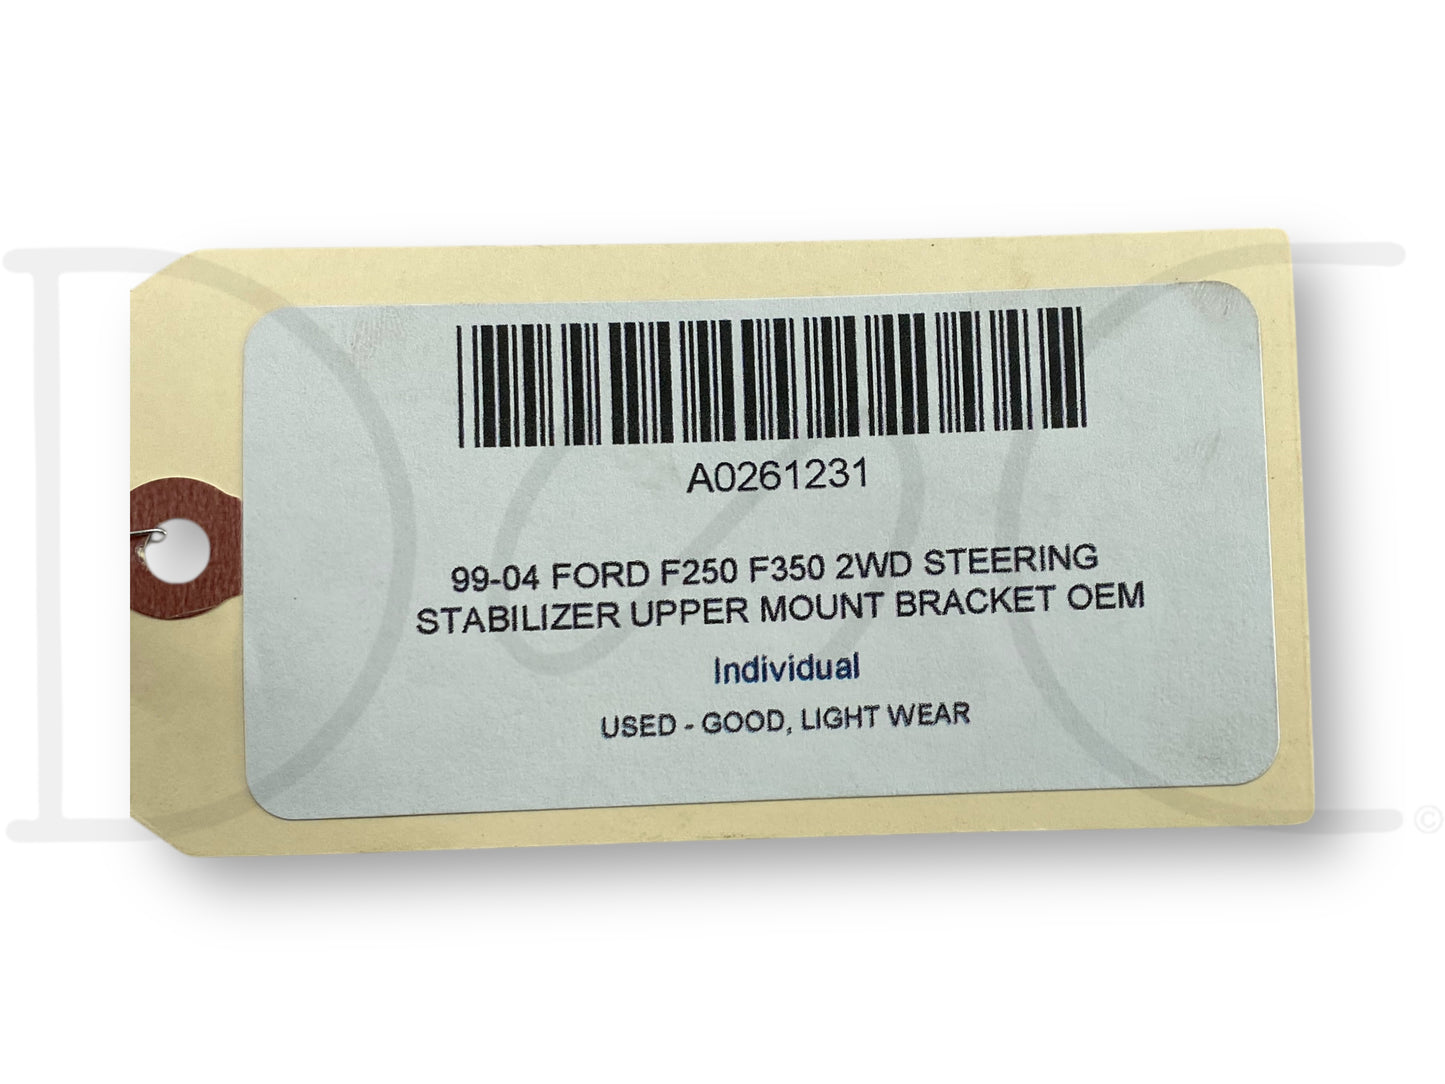 A0261231
99-04 FORD F250 F350 2WD STEERING
STABILIZER UPPER MOUNT BRACKET OEM
Individual
USED - GOOD, LIGHT WEAR
©